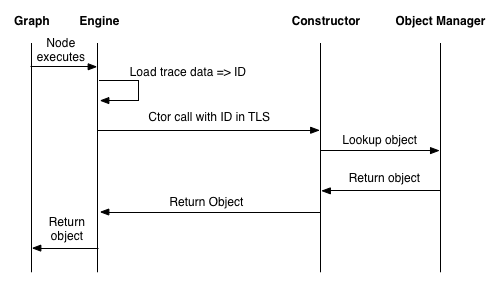 Graph Engine Constructor Object Manager
Node
executes
Load trace data => ID
Ctor call with ID in TLS
Lookup object
Return object
Return Object
Return
object